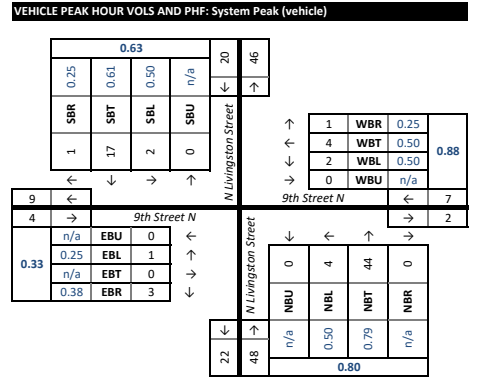 VEHICLE PEAK HOUR VOLS AND PHF: System Peak (vehicle)
0.63
0.25 0.61 0.50 n/a 20 46
SBR SBT SBL SBU ↓ ↑
1 17 2 0
← ↓ → ↑
N Livingston Street
↑ 1 WBR 0.25
← 4 WBT 0.50
↓ 2 WBL 0.50
→ 0 WBU n/a
0.88
9 ← 9th Street N ← 7
4 → 9th Street N → 2
0.33
n/a EBU 0 ←
0.25 EBL 1 ↑
n/a EBT 0 →
0.38 EBR 3 ↓
N Livingston Street
↓ ← ↑ →
0 4 44 0
NBU NBL NBT NBR
↓ ↑
22 48 n/a 0.50 0.79 n/a
0.80